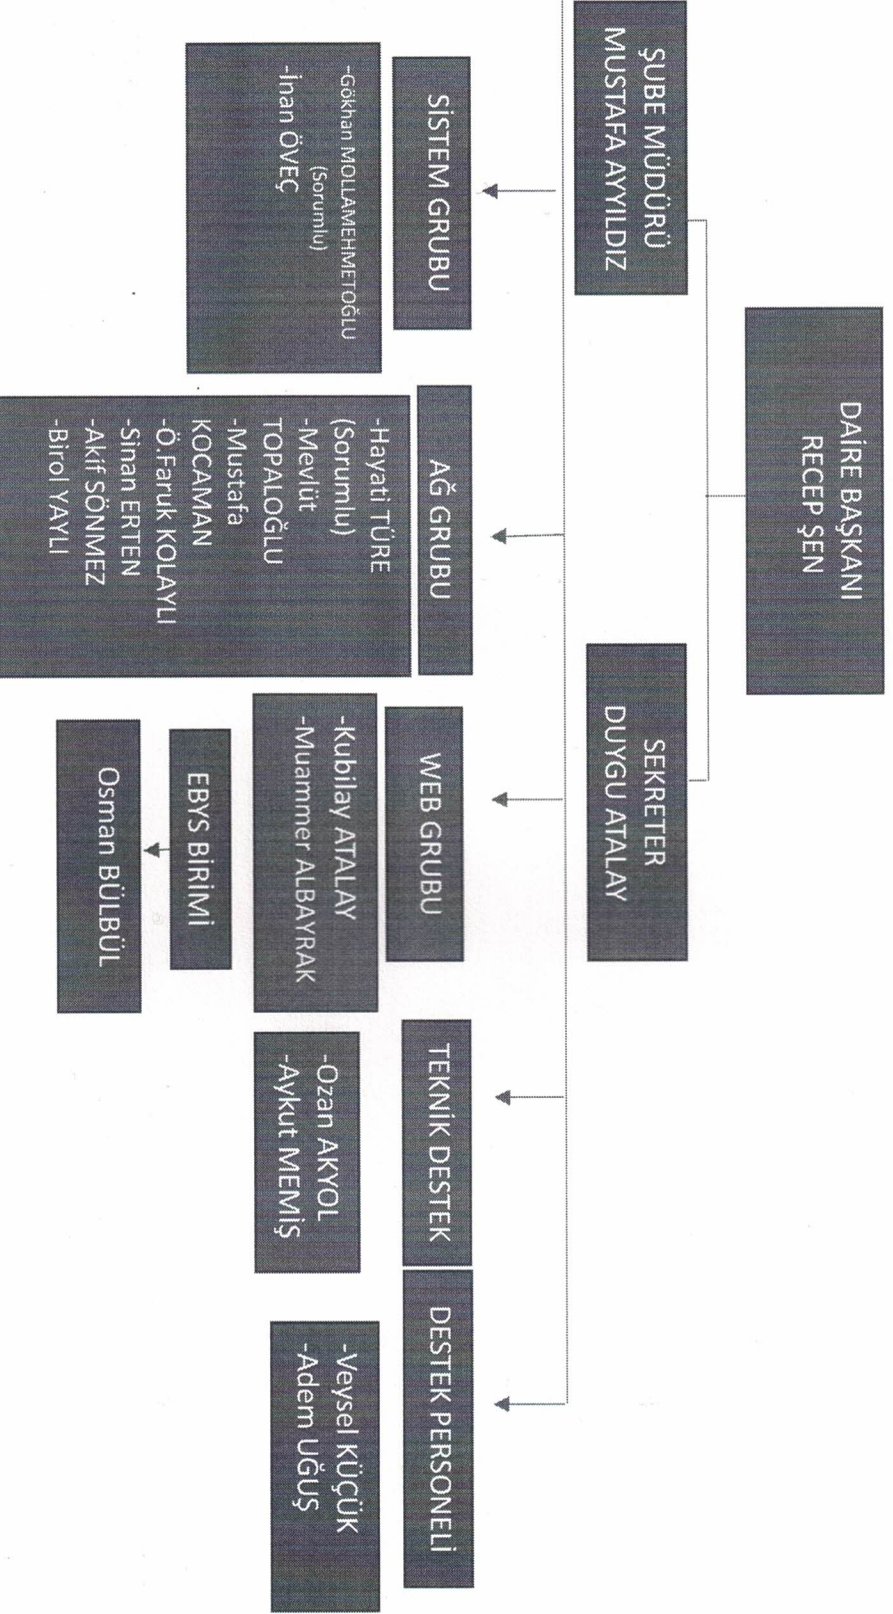 DAİRE BAŞKANI
RECEP ŞEN
ŞUBE MÜDÜRÜ
MUSTAFA AYYILDIZ
SEKRETER
DUYGU ATALAY
SİSTEM GRUBU
-Gökhan MOLLAMEHMETOĞLU
(Sorumlu)
-İnan ÖVEÇ
AĞ GRUBU
-Hayati TÜRE
(Sorumlu)
-Mevlüt
TOPALOĞLU
-Mustafa
KOCAMAN
-Ö.Faruk KOLAYLI
-Sinan ERTEN
-Akif SÖNMEZ
-Birol YAYLI
WEB GRUBU
-Kubilay ATALAY
-Muammer ALBAYRAK
EBYS BİRİMİ
Osman BÜLBÜL
TEKNİK DESTEK
-Ozan AKYOL
-Aykut MEMİŞ
DESTEK PERSONELİ
-Veysel KÜÇÜK
-Adem UĞUŞ